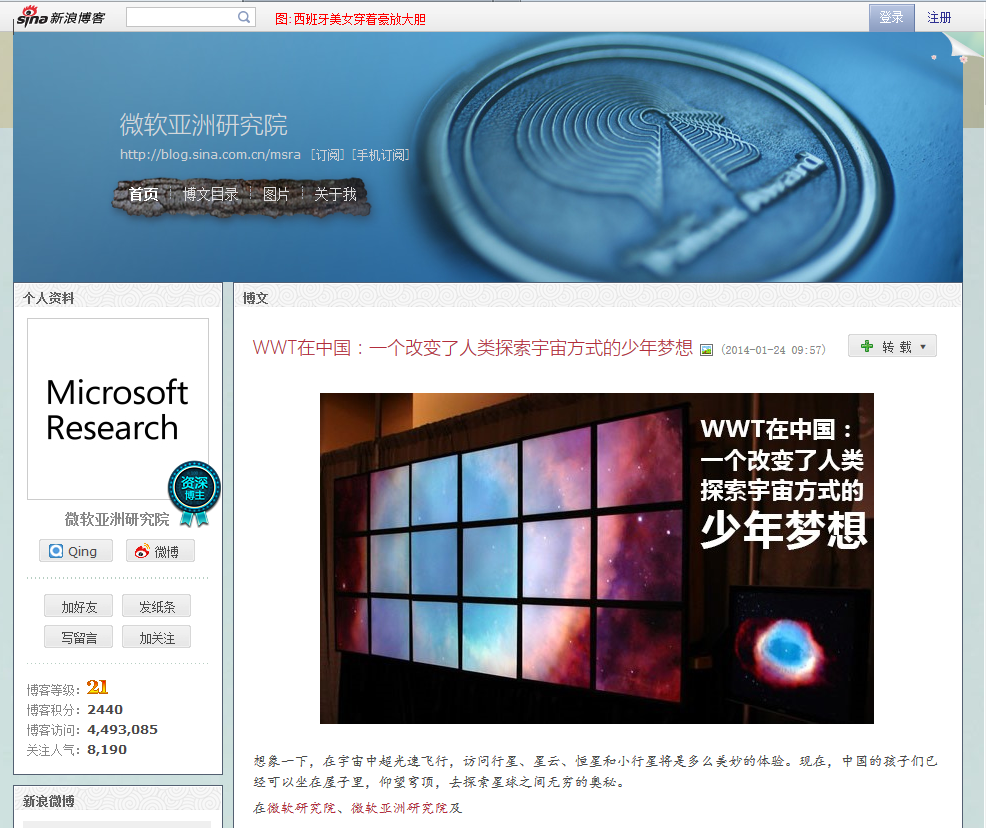 sina 新浪博客
图:西班牙美女穿着豪放大胆
登录 注册
微软亚洲研究院
http://blog.sina.com.cn/msra [订阅] [手机订阅]
首页 博文目录 图片 关于我
Award
个人资料
Microsoft
Research
资深
博主
微软亚洲研究院
Qing 微博
加好友 发纸条
写留言 加关注
博客等级: 21
博客积分: 2440
博客访问: 4,493,085
关注人气: 8,190
新浪微博
博文
WWT在中国：一个改变了人类探索宇宙方式的少年梦想 (2014-01-24 09:57) 转 载
WWT在中国：
一个改变了人类
探索宇宙方式的
少年梦想
想象一下，在宇宙中超光速飞行，访问行星、星云、恒星和小行星将是多么美妙的体验。现在，中国的孩子们已
经可以坐在屋子里，仰望穹顶，去探索星球之间无穷的奥秘。
在微软研究院、微软亚洲研究院及